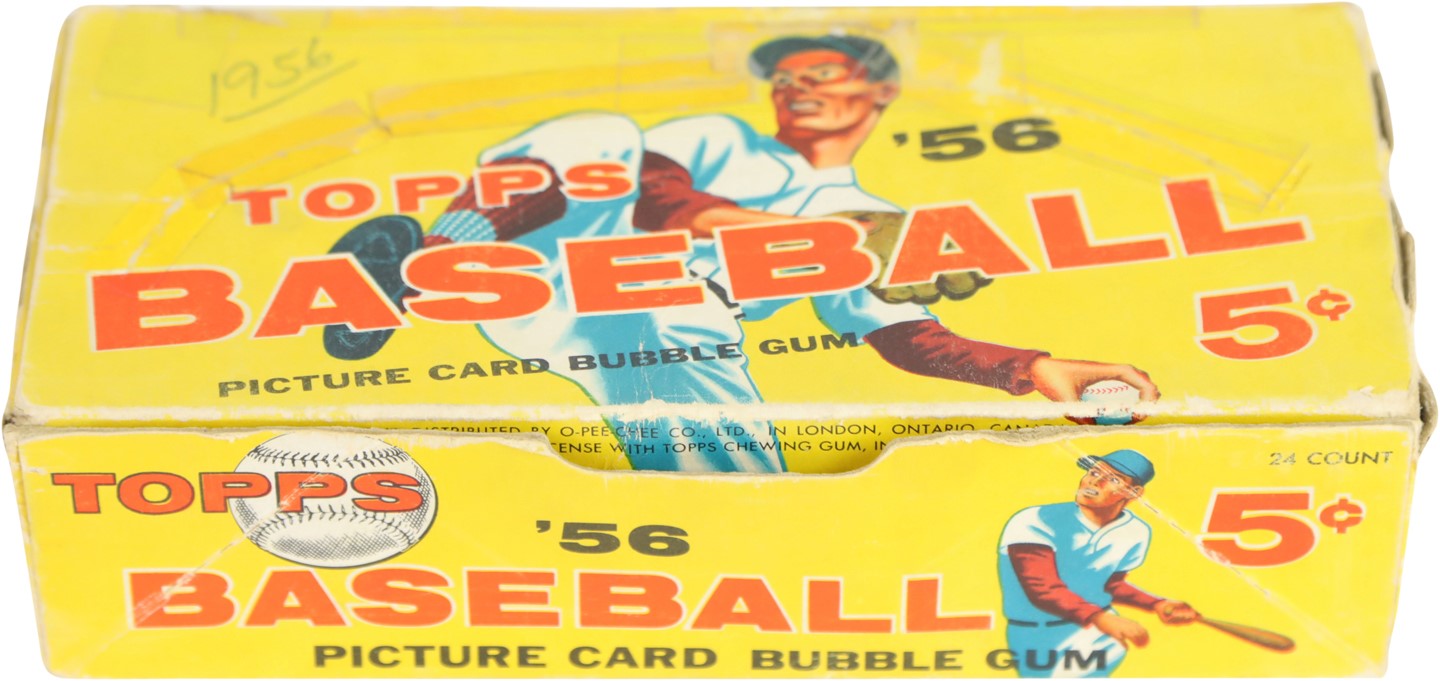 1956
'56
TOPPS
BASEBALL
5¢
PICTURE CARD BUBBLE GUM
DISTRIBUTED BY O-PEE-CHEE CO., LTD., IN LONDON, ONTARIO,
WITH TOPPS CHEWING GUM,
24 COUNT
TOPPS
5¢
'56
BASEBALL
PICTURE CARD BUBBLE GUM